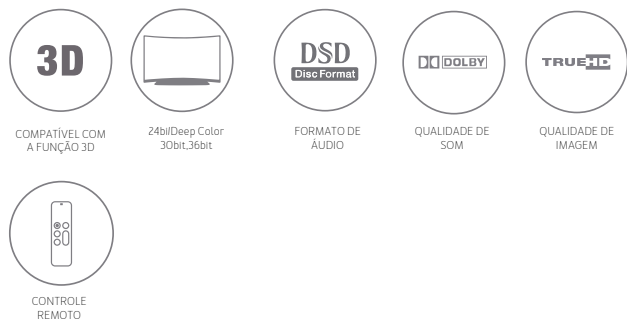 3D
COMPATÍVEL COM
A FUNÇÃO 3D
24bi/Deep Color
30bit,36bit
DSD
Disc Format
FORMATO DE
ÁUDIO
DOLBY
QUALIDADE DE
SOM
TRUEHD
QUALIDADE DE
IMAGEM
CONTROLE
REMOTO